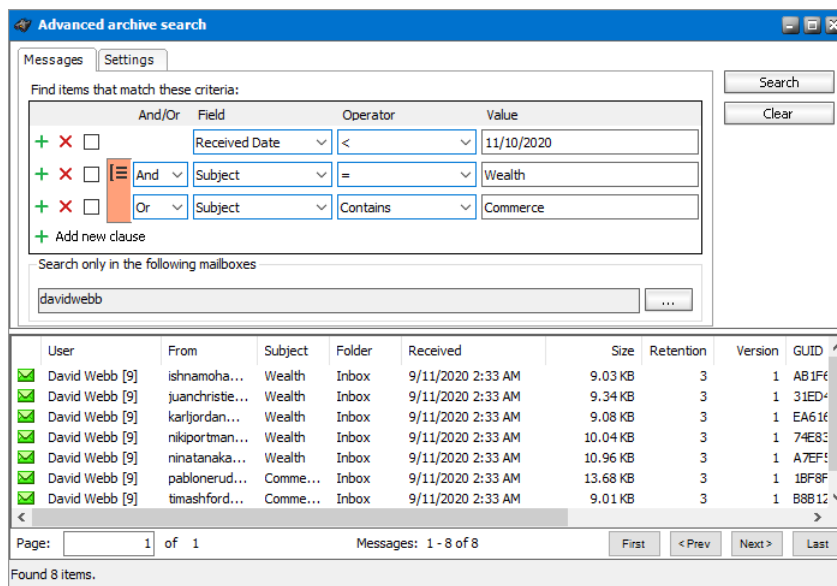 Advanced archive search
Messages Settings
Find items that match these criteria:
Search
Clear
And/Or Field Operator Value
Received Date < 11/10/2020
And Subject = Wealth
Or Subject Contains Commerce
Add new clause
Search only in the following mailboxes
davidwebb ...
User From Subject Folder Received Size Retention Version GUID
David Webb [9] ishnamoha... Wealth Inbox 9/11/2020 2:33 AM 9.03 KB 3 1 AB1F6
David Webb [9] juanchristie... Wealth Inbox 9/11/2020 2:33 AM 9.34 KB 3 1 31ED4
David Webb [9] karljordan... Wealth Inbox 9/11/2020 2:33 AM 9.08 KB 3 1 EA616
David Webb [9] nikiportman... Wealth Inbox 9/11/2020 2:33 AM 10.04 KB 3 1 74E83
David Webb [9] ninatanaka... Wealth Inbox 9/11/2020 2:33 AM 10.96 KB 3 1 A7EF5
David Webb [9] pablonerud... Comme... Inbox 9/11/2020 2:33 AM 13.68 KB 3 1 1BF8F
David Webb [9] timashford... Comme... Inbox 9/11/2020 2:33 AM 9.01 KB 3 1 B8B12
Page: 1 of 1 Messages: 1 - 8 of 8 First < Prev Next > Last
Found 8 items.